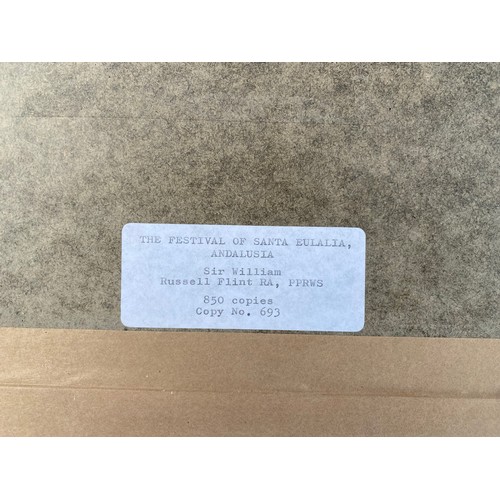 THE FESTIVAL OF SANTA EULALIA,
ANDALUSIA
Sir William
Russell Flint RA, PPRWS
850 copies
Copy No. 693